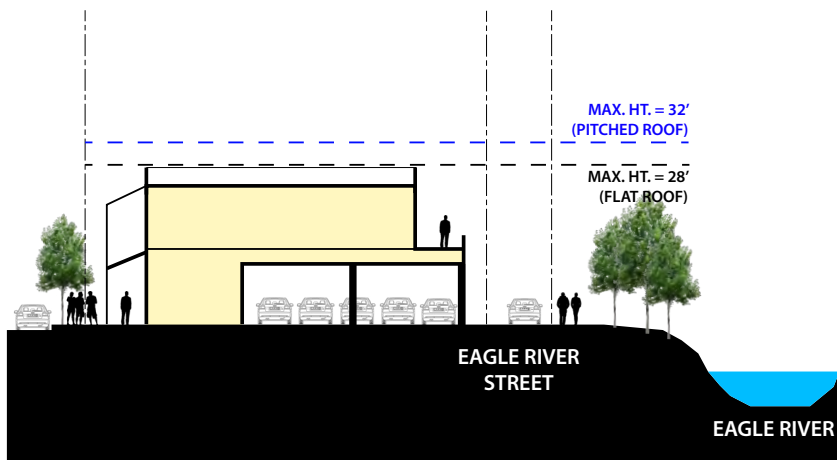 MAX. HT. = 32’
(PITCHED ROOF)
MAX. HT. = 28’
(FLAT ROOF)
EAGLE RIVER
STREET
EAGLE RIVER